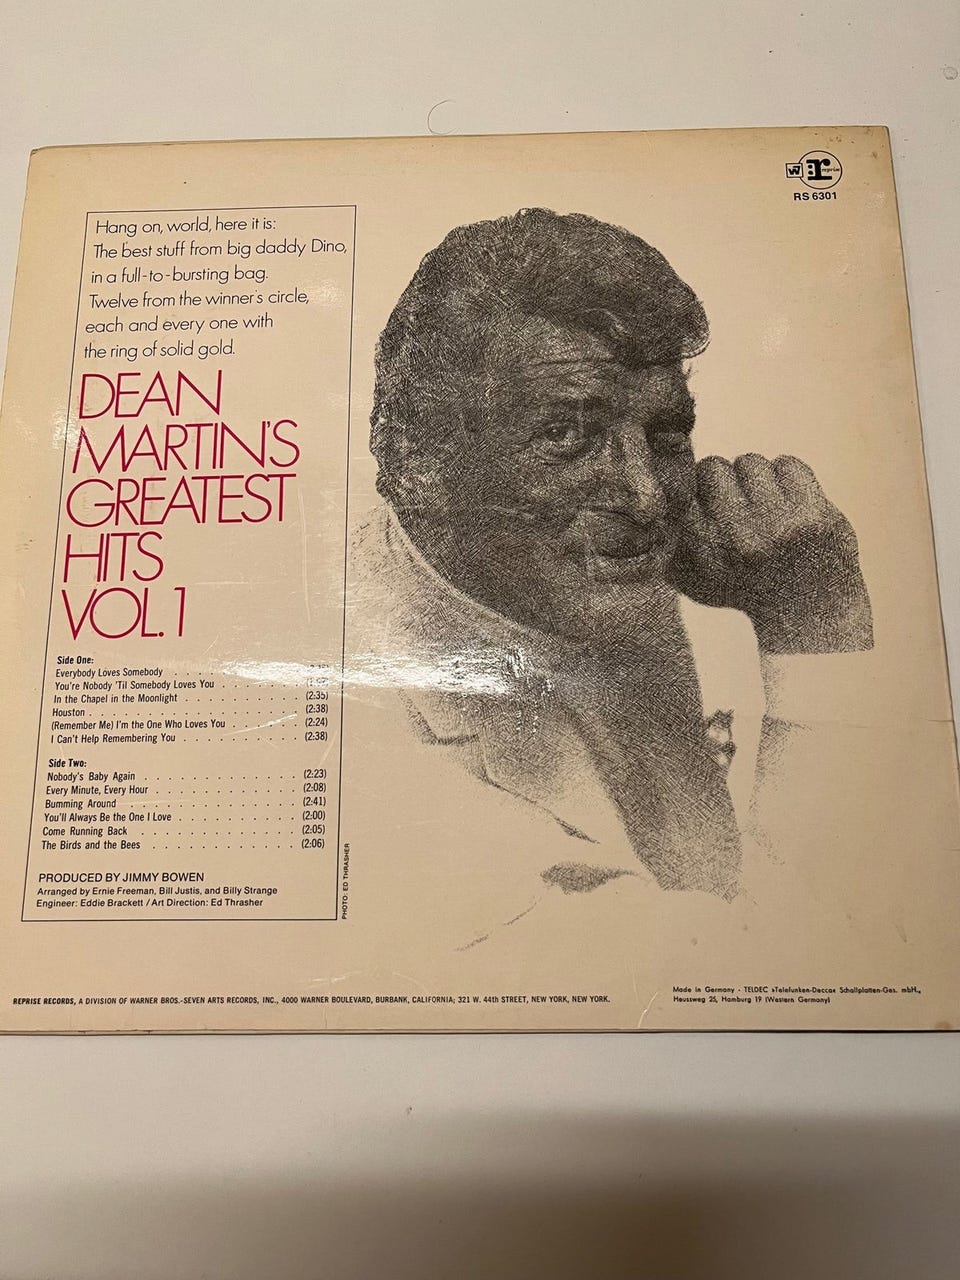 W7 r reprise
RS 6301
Hang on, world, here it is:
The best stuff from big daddy Dino,
in a full-to-bursting bag.
Twelve from the winner's circle,
each and every one with
the ring of solid gold.
DEAN
MARTIN'S
GREATEST
HITS
VOL. 1
Side One:
Everybody Loves Somebody . . . . . . . . . .
You're Nobody 'Til Somebody Loves You . . . . . .
In the Chapel in the Moonlight . . . . . . . . . (2:35)
Houston . . . . . . . . . . . . . . . . (2:38)
(Remember Me) I'm the One Who Loves You . . . . . (2:24)
I Can't Help Remembering You . . . . . . . . . (2:38)
Side Two:
Nobody's Baby Again . . . . . . . . . . . . (2:23)
Every Minute, Every Hour . . . . . . . . . . . (2:08)
Bumming Around . . . . . . . . . . . . . (2:41)
You'll Always Be the One I Love . . . . . . . . . (2:00)
Come Running Back . . . . . . . . . . . . (2:05)
The Birds and the Bees . . . . . . . . . . . (2:06)
PRODUCED BY JIMMY BOWEN
Arranged by Ernie Freeman, Bill Justis, and Billy Strange
Engineer: Eddie Brackett / Art Direction: Ed Thrasher
PHOTO: ED THRASHER
REPRISE RECORDS, A DIVISION OF WARNER BROS.-SEVEN ARTS RECORDS, INC., 4000 WARNER BOULEVARD, BURBANK, CALIFORNIA; 321 W. 44th STREET, NEW YORK, NEW YORK.
Made in Germany · TELDEC »Telefunken-Decca« Schallplatten-Ges. mbH.,
Heussweg 25, Hamburg 19 (Western Germany)